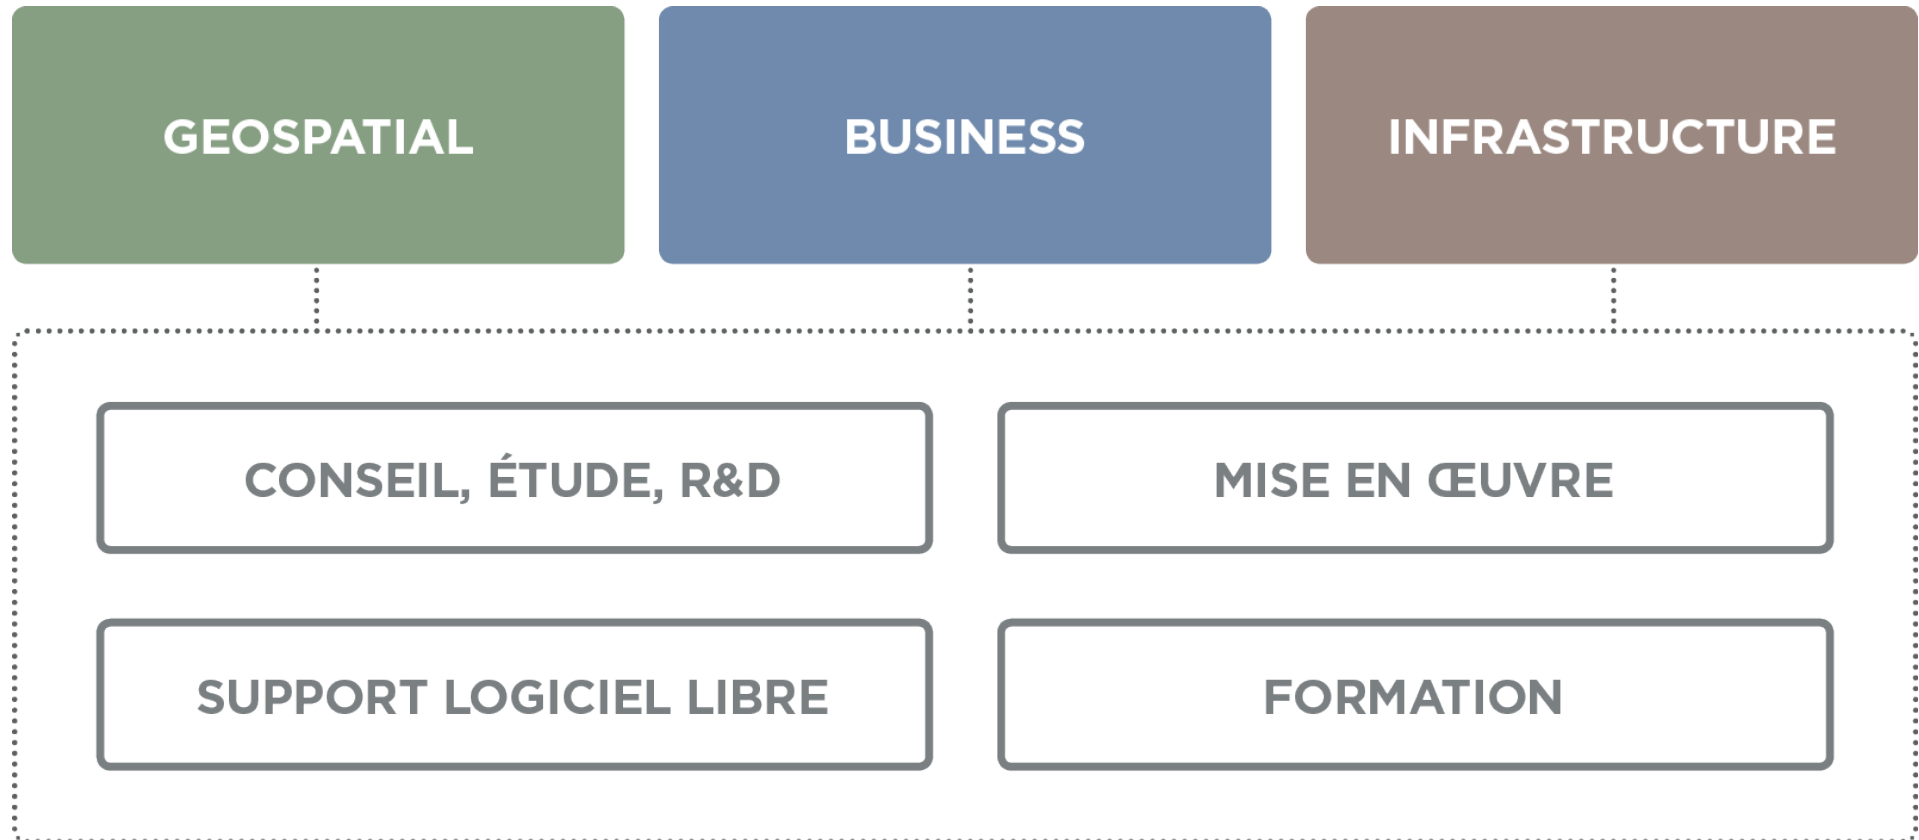 GEOSPATIAL
BUSINESS
INFRASTRUCTURE
CONSEIL, ÉTUDE, R&D
MISE EN ŒUVRE
SUPPORT LOGICIEL LIBRE
FORMATION